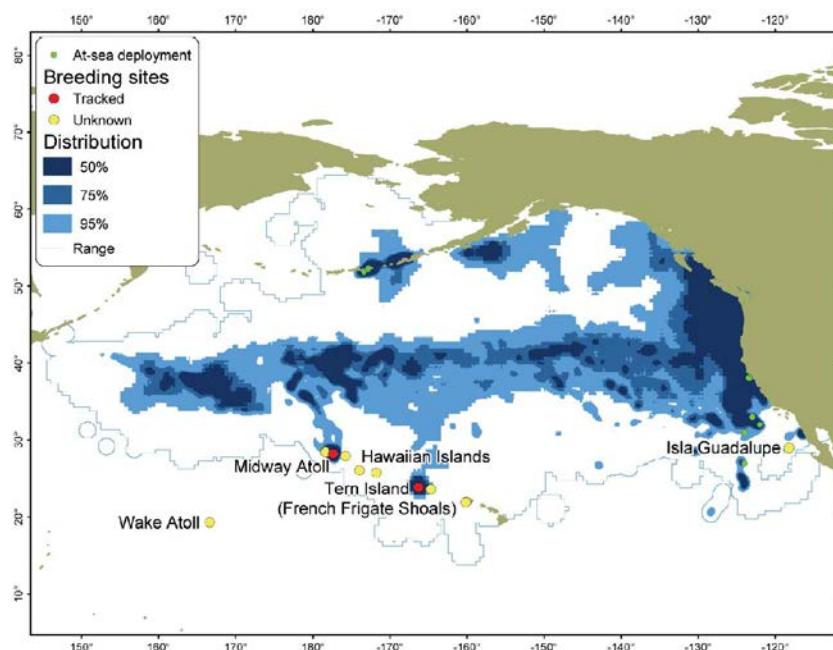 150° 160° 170° 180° -170° -160° -150° -140° -130° -120°
At-sea deployment
Breeding sites
Tracked
Unknown
Distribution
50%
75%
95%
Range
80°
70°
60°
50°
40°
30°
20°
10°
Midway Atoll
Hawaiian Islands
Isla Guadalupe
Tern Island
(French Frigate Shoals)
Wake Atoll
150° 160° 170° 180° -170° -160° -150° -140° -130° -120°